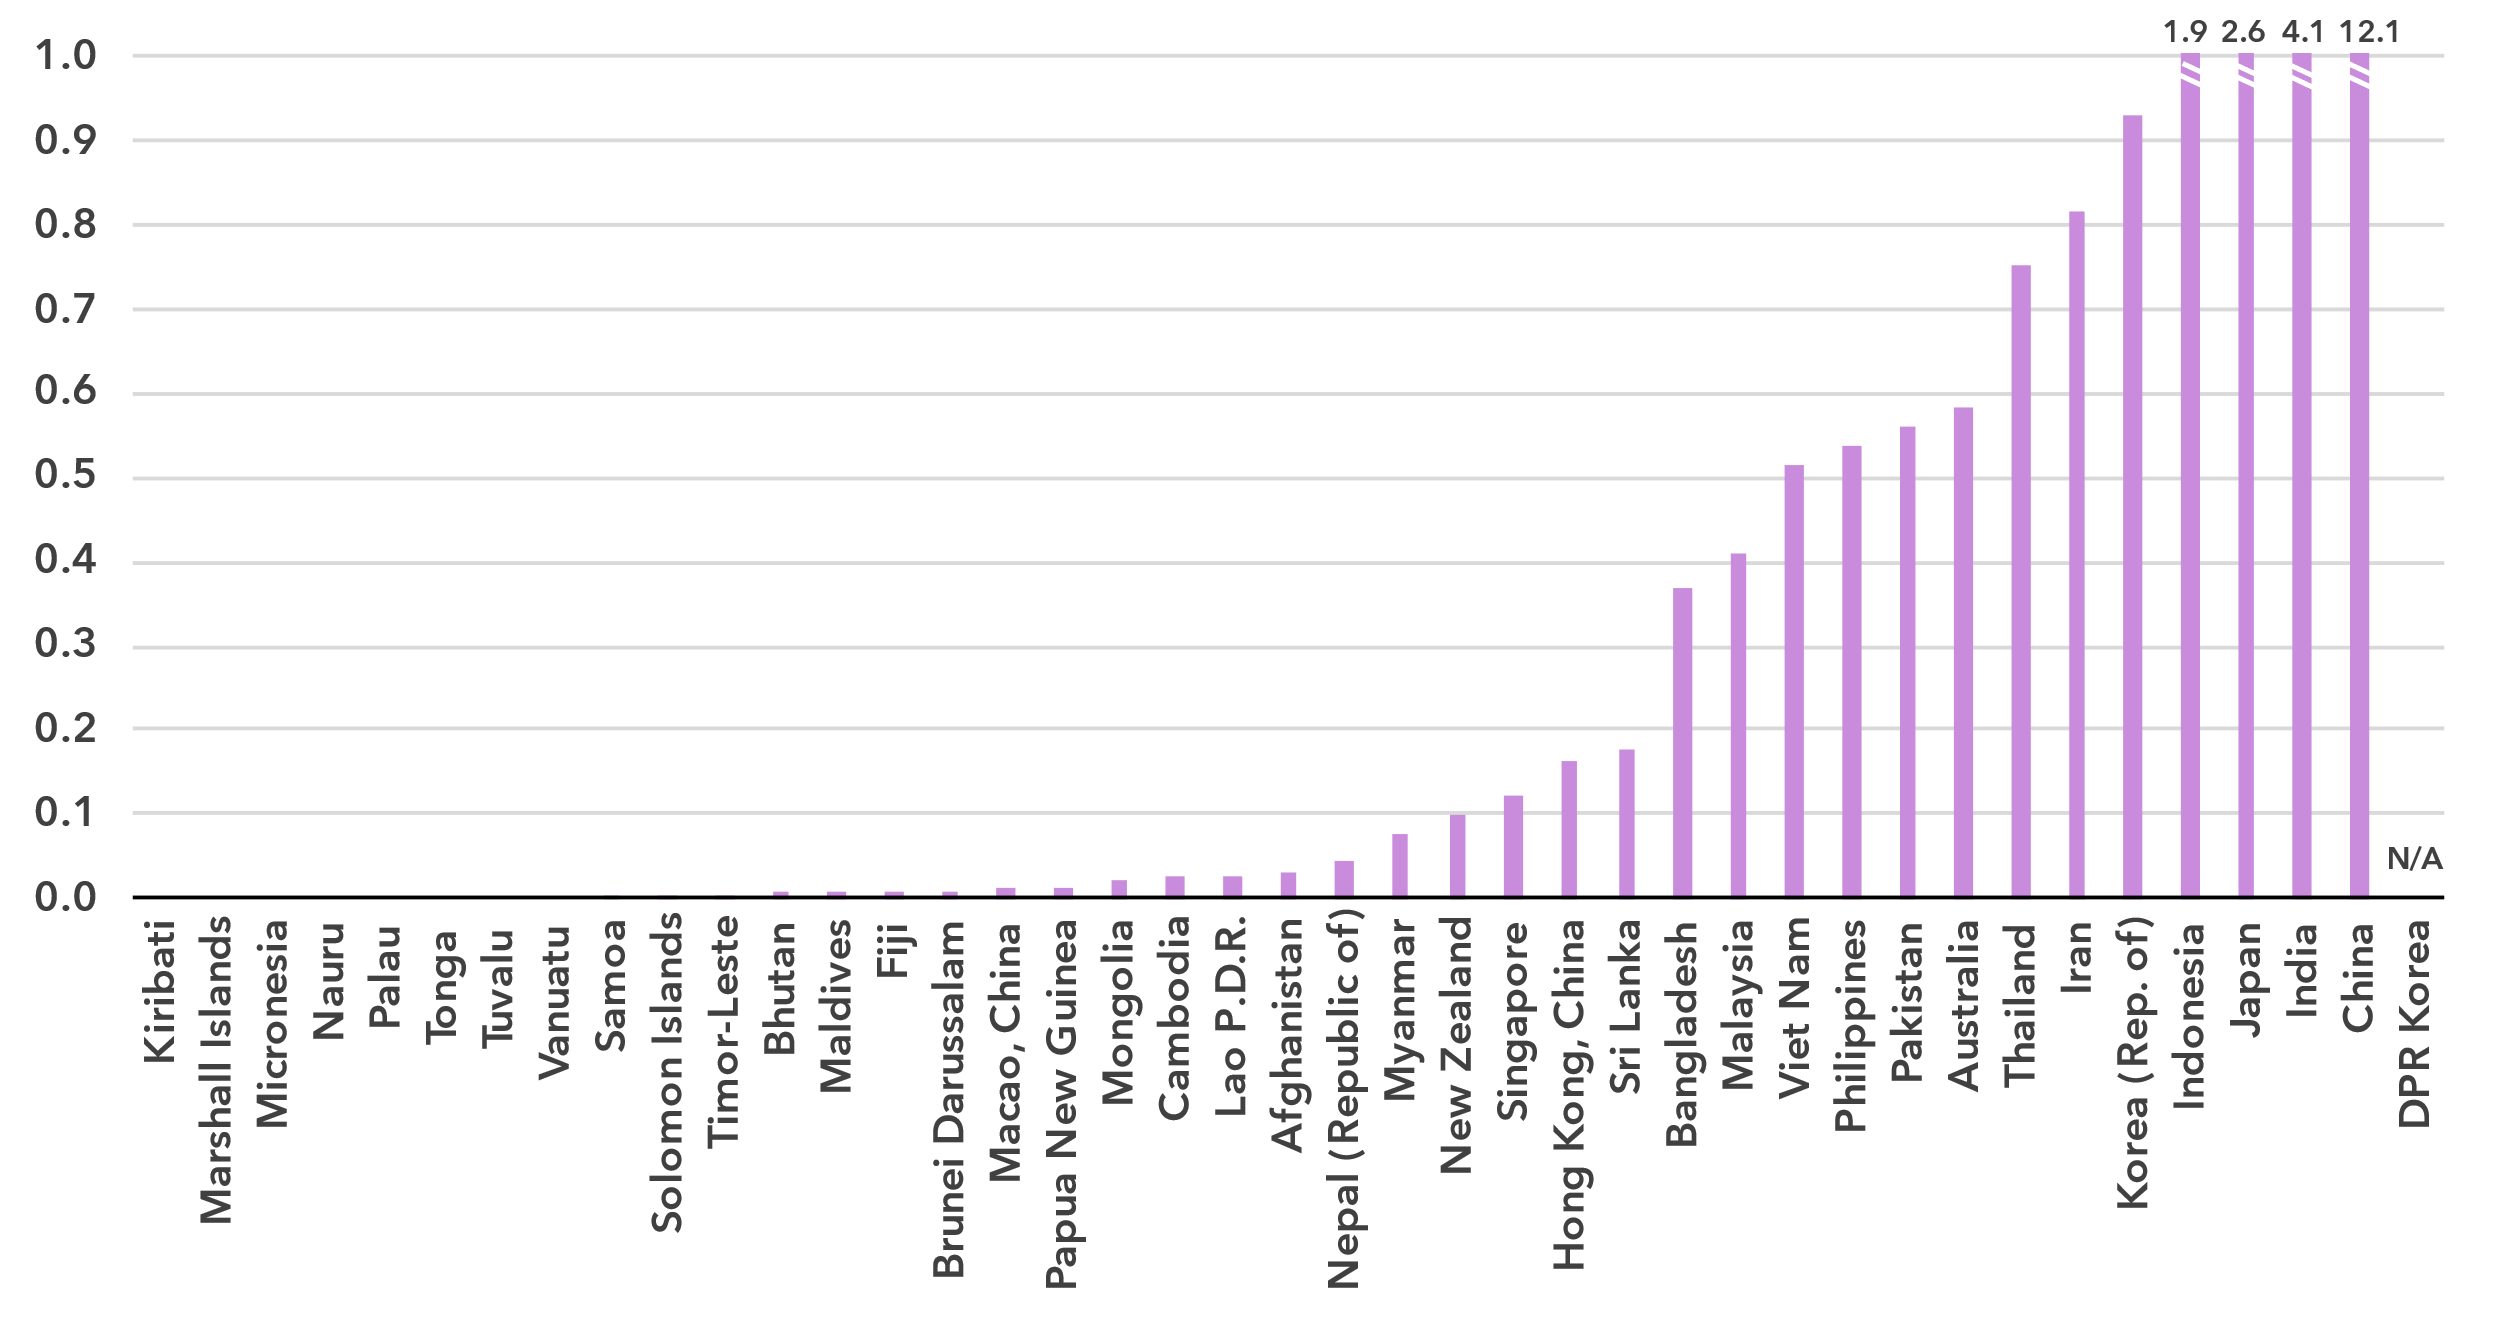 1.9 2.6 4.1 12.1
1.0
0.9
0.8
0.7
0.6
0.5
0.4
0.3
0.2
0.1
0.0
N/A
Kiribati
Marshall Islands
Micronesia
Nauru
Palau
Tonga
Tuvalu
Vanuatu
Samoa
Solomon Islands
Timor-Leste
Bhutan
Maldives
Fiji
Brunei Darussalam
Macao, China
Papua New Guinea
Mongolia
Cambodia
Lao P.D.R.
Afghanistan
Nepal (Republic of)
Myanmar
New Zealand
Singapore
Hong Kong, China
Sri Lanka
Bangladesh
Malaysia
Viet Nam
Philippines
Pakistan
Australia
Thailand
Iran
Korea (Rep. of)
Indonesia
Japan
India
China
DPR Korea